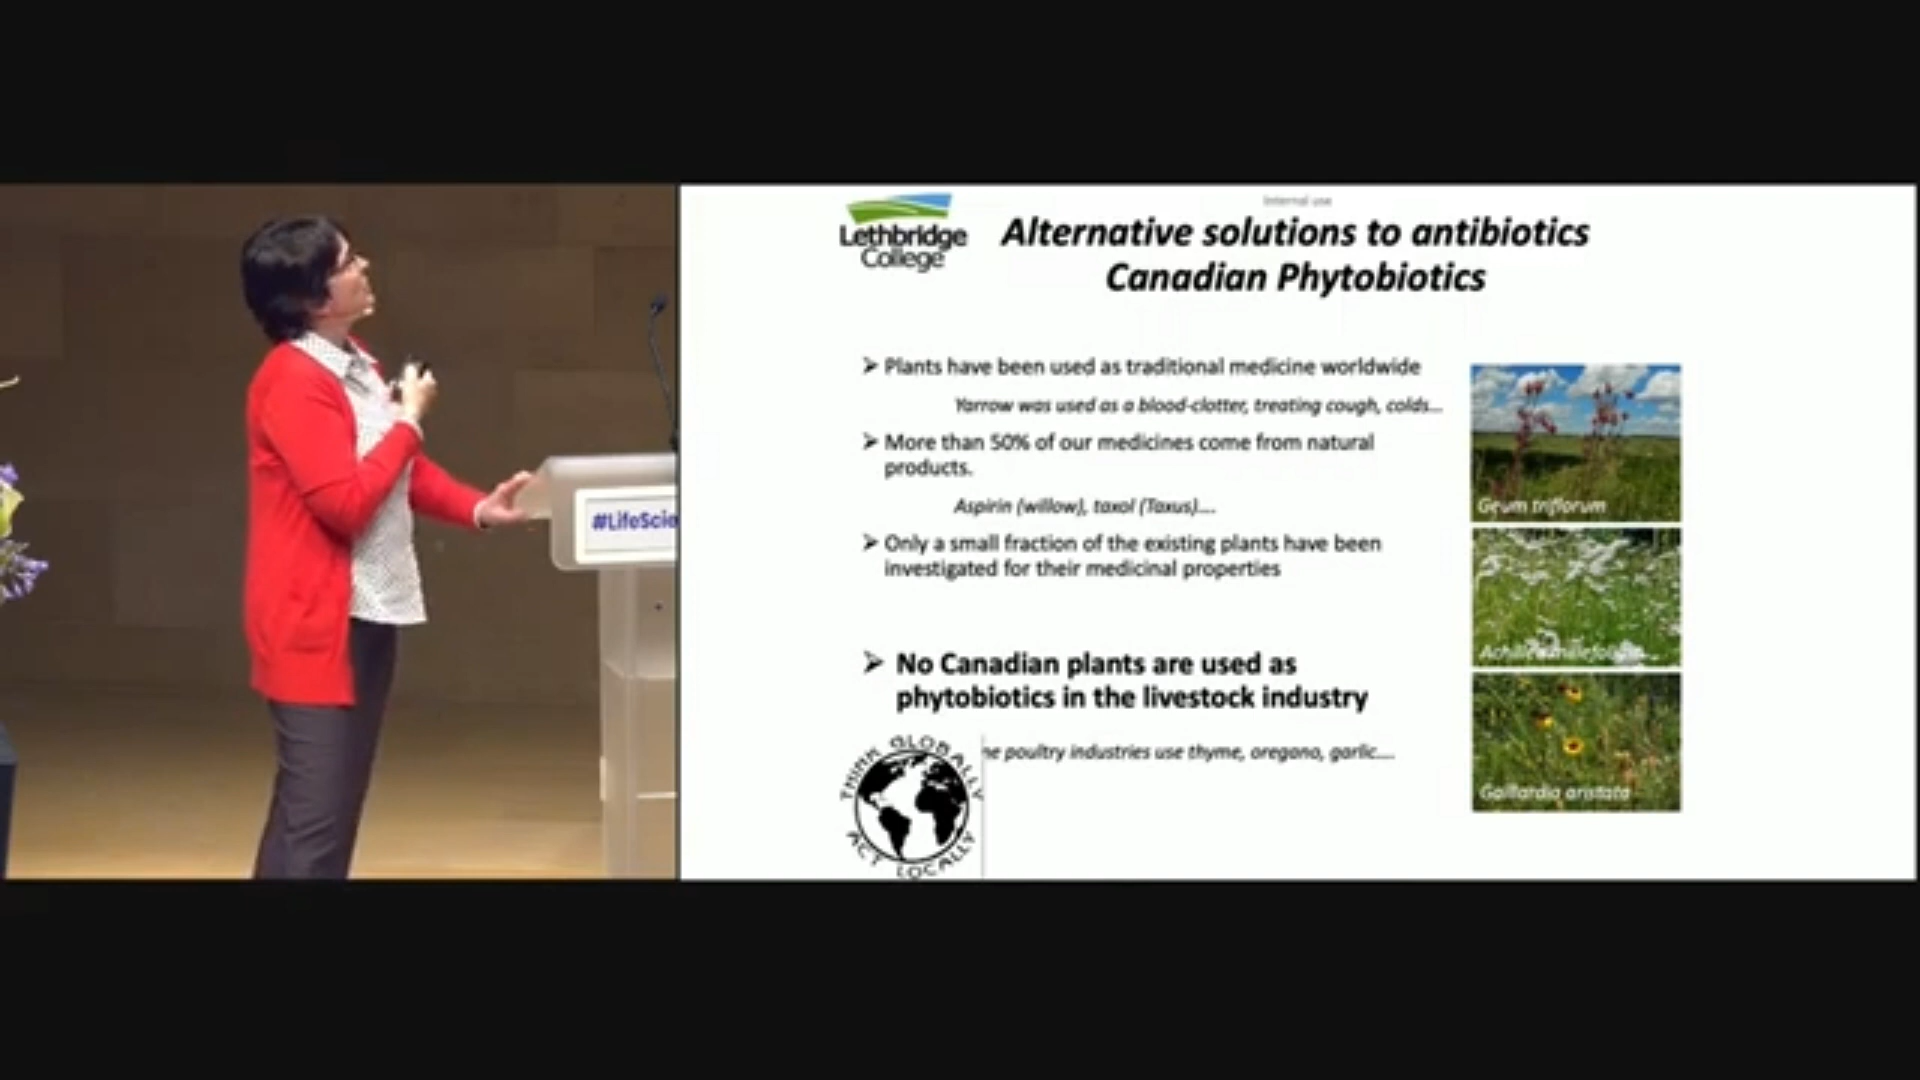 #LifeScie
Internal use
Lethbridge
College
Alternative solutions to antibiotics
Canadian Phytobiotics
➢ Plants have been used as traditional medicine worldwide
Yarrow was used as a blood-clotter, treating cough, colds...
➢ More than 50% of our medicines come from natural
products.
Aspirin (willow), taxol (Taxus)....
➢ Only a small fraction of the existing plants have been
investigated for their medicinal properties
➢ No Canadian plants are used as
phytobiotics in the livestock industry
poultry industries use thyme, oregano, garlic....
THINK GLOBALLY
ACT LOCALLY
Geum triflorum
Gaillardia aristata